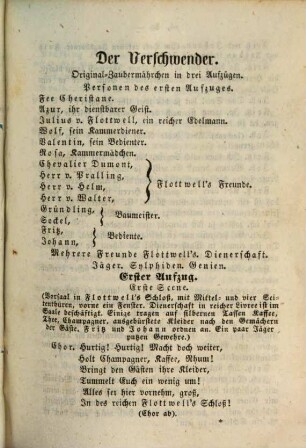 Der Verschwender.
Original-Zaubermährchen in drei Aufzügen.
Personen des ersten Aufzuges.
Fee Cheristane.
Azur, ihr dienstbarer Geist.
Julius v. Flottwell, ein reicher Edelmann.
Wolf, sein Kammerdiener.
Valentin, sein Bedienter.
Rosa, Kammermädchen.
Chevalier Dumont,
Herr v. Pralling,
Herr v. Helm,
Herr v. Walter,
Flottwell's Freunde.
Gründling,
Sockel,
Baumeister.
Fritz,
Johann,
Bediente.
Mehrere Freunde Flottwell's. Dienerschaft.
Jäger. Sylphiden. Genien.
Erster Aufzug.
Erste Scene.
(Vorsaal in Flottwell's Schloß, mit Mittel- und vier Sei-
tenthüren, vorne ein Fenster. Dienerschaft in reicher Livree ist im
Saale beschäftigt. Einige tragen auf silbernen Tassen Kaffee,
Thee, Champagner, ausgebürstete Kleider nach den Gemächern
der Gäste. Fritz und Johann ordnen an. Ein paar Jäger
putzen Gewehre.)
Chor. Hurtig! Hurtig! Macht doch weiter,
Holt Champagner, Kaffee, Rhum!
Bringt den Gästen ihre Kleider,
Tummelt Euch ein wenig um!
Alles sei hier vornehm, groß,
In des reichen Flottwell's Schloß!
(Chor ab).